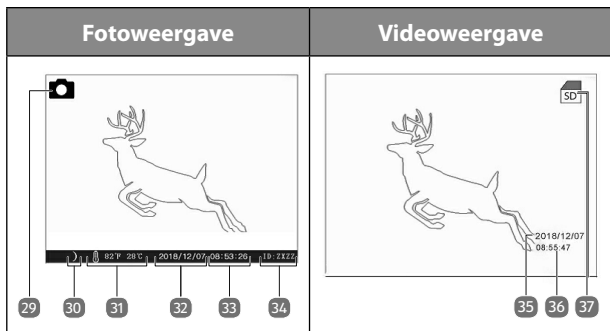 Fotoweergave
Videoweergave
SD
2018/12/07
08:55:47
82°F 28°C 2018/12/07 08:53:26 ID:ZXZZ
29 30 31 32 33 34 35 36 37